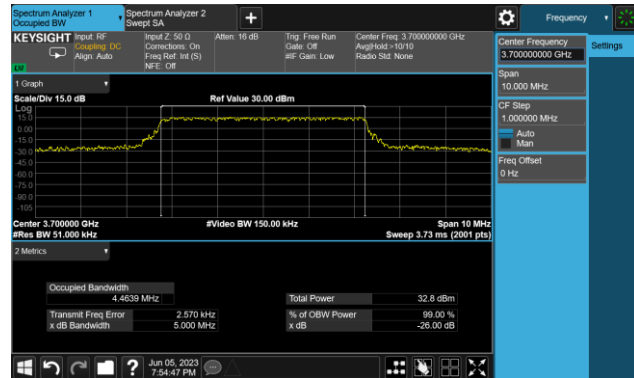 Spectrum Analyzer 1
Occupied BW
Spectrum Analyzer 2
Swept SA
+
Frequency
KEYSIGHT
Input: RF
Coupling: DC
Align: Auto
Input Z: 50 Ω
Corrections: On
Freq Ref: Int (S)
NFE: Off
Atten: 16 dB
Trig: Free Run
Gate: Off
#IF Gain: Low
Center Freq: 3.700000000 GHz
Avg|Hold:>10/10
Radio Std: None
Center Frequency
3.700000000 GHz
Settings
Span
10.000 MHz
CF Step
1.000000 MHz
Auto
Man
Freq Offset
0 Hz
1 Graph
Scale/Div 15.0 dB
Ref Value 30.00 dBm
Log
15.0
0.00
-15.0
-30.0
-45.0
-60.0
-75.0
-90.0
-105
Center 3.700000 GHz
#Video BW 150.00 kHz
Span 10 MHz
#Res BW 51.000 kHz
Sweep 3.73 ms (2001 pts)
2 Metrics
Occupied Bandwidth
4.4639 MHz
Total Power
32.8 dBm
Transmit Freq Error
2.570 kHz
% of OBW Power
99.00 %
x dB Bandwidth
5.000 MHz
x dB
-26.00 dB
?
Jun 05, 2023
7:54:47 PM